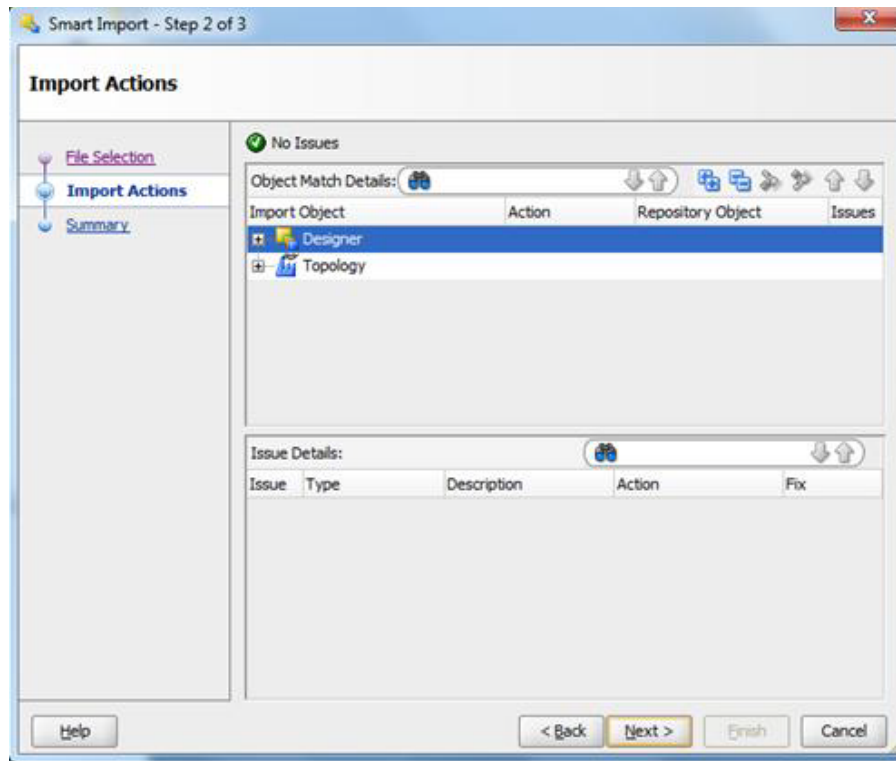 Smart Import - Step 2 of 3
Import Actions
File Selection
Import Actions
Summary
No Issues
Object Match Details:
Import Object Action Repository Object Issues
Designer
Topology
Issue Details:
Issue Type Description Action Fix
Help < Back Next > Finish Cancel